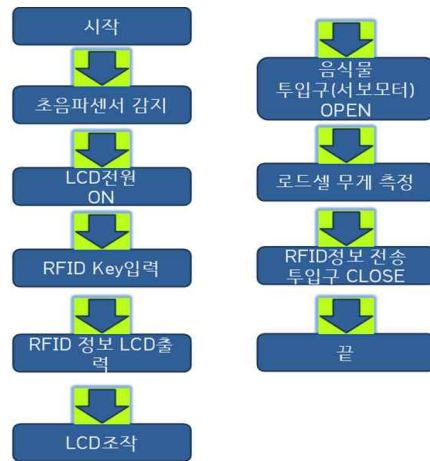 시작
초음파센서 감지
LCD전원
ON
RFID Key입력
RFID 정보 LCD출
력
LCD조작
음식물
투입구(서보모터)
OPEN
로드셀 무게 측정
RFID정보 전송
투입구 CLOSE
끝